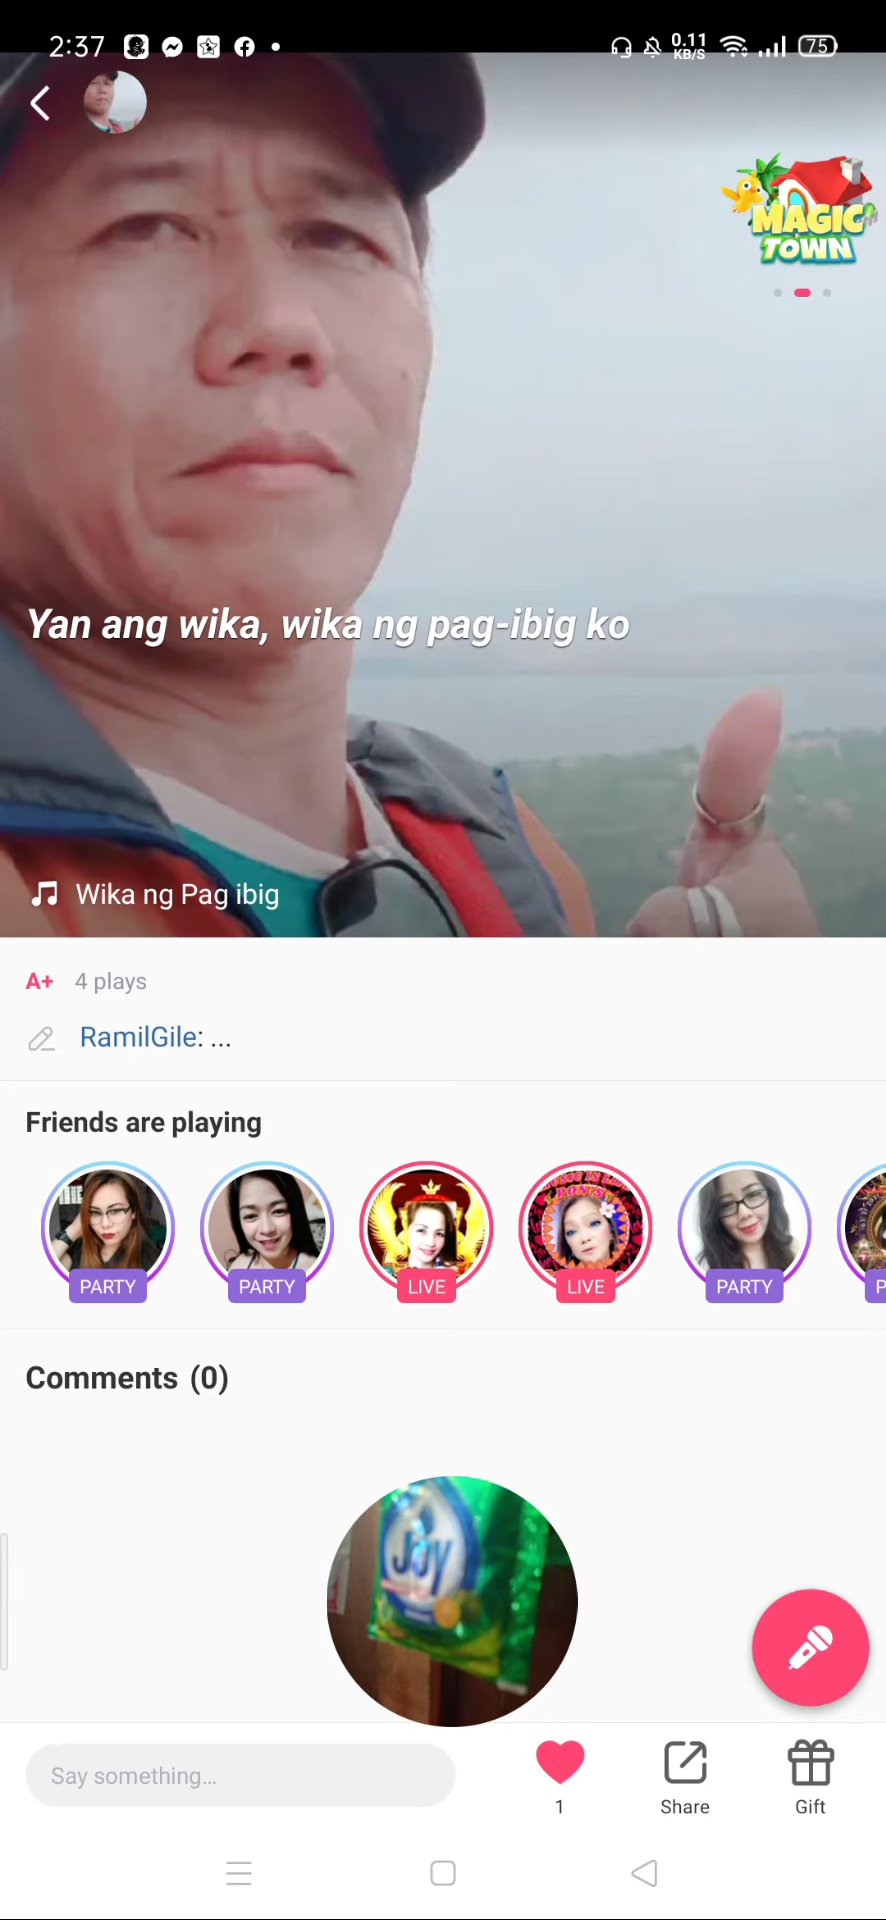 2:37
0.11
KB/S
75
MAGIC
TOWN
Yan ang wika, wika ng pag-ibig ko
Wika ng Pag ibig
A+ 4 plays
RamilGile: ...
Friends are playing
PARTY
PARTY
LIVE
LIVE
PARTY
P
Comments (0)
Joy
Say something...
1
Share
Gift